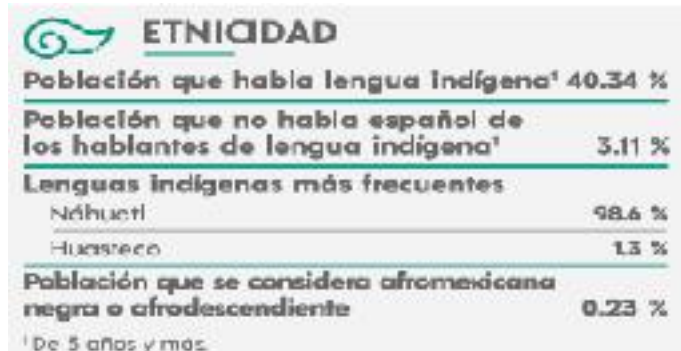 ETNICIDAD
Población que habla lengua indígena¹ 40.34 %
Población que no habla español de
los hablantes de lengua indígena¹ 3.11 %
Lenguas indígenas más frecuentes
Náhuatl 98.6 %
Huasteco 1.3 %
Población que se considera afromexicana
negra o afrodescendiente 0.23 %
¹De 5 años y más.